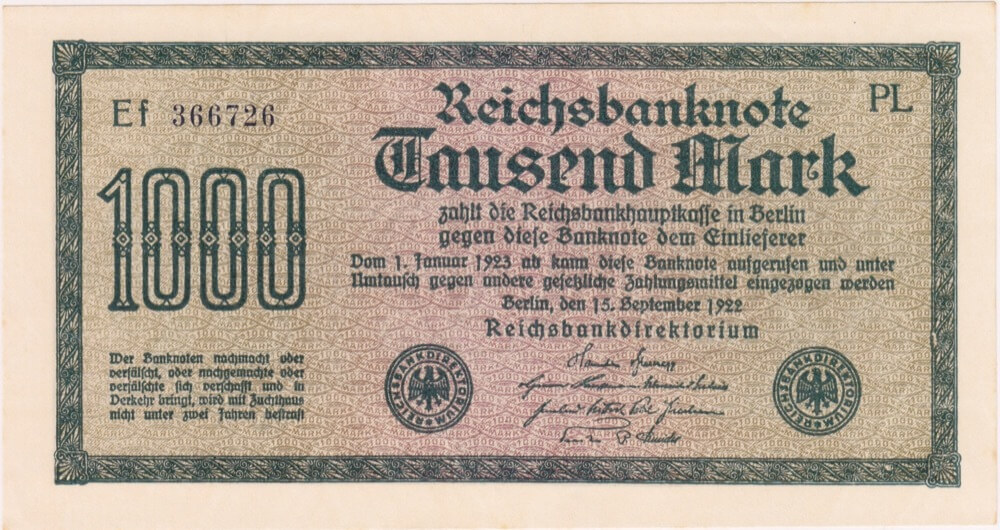 Ef 366726
PL
Reichsbanknote
Tausend Mark
1000
zahlt die Reichsbankhauptkasse in Berlin
gegen diese Banknote dem Einlieferer
Vom 1. Januar 1923 ab kann diese Banknote aufgerufen und unter
Umtausch gegen andere gesetzliche Zahlungsmittel eingezogen werden
Berlin, den 15. September 1922
Reichsbankdirektorium
Wer Banknoten nachmacht oder
verfälscht, oder nachgemachte oder
verfälschte sich verschafft und in
Verkehr bringt, wird mit Zuchthaus
nicht unter zwei Jahren bestraft
REICHSBANKDIREKTORIUM
REICHSBANKDIREKTORIUM